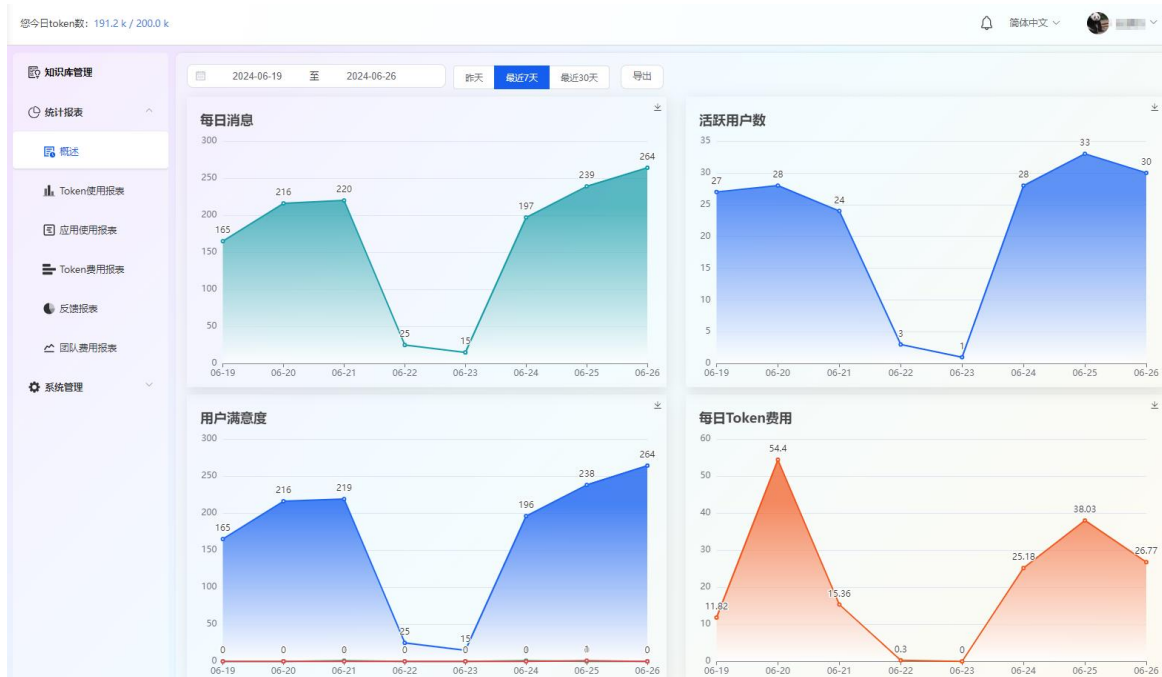 您今日token数: 191.2 k / 200.0 k
简体中文
知识库管理
统计报表
概述
Token使用报表
应用使用报表
Token费用报表
反馈报表
团队费用报表
系统管理
2024-06-19 至 2024-06-26
昨天 最近7天 最近30天 导出
每日消息
300
250
200
150
100
50
0
165 216 220 25 15 197 239 264
06-19 06-20 06-21 06-22 06-23 06-24 06-25 06-26
活跃用户数
35
30
25
20
15
10
5
0
27 28 24 3 1 28 33 30
06-19 06-20 06-21 06-22 06-23 06-24 06-25 06-26
用户满意度
300
250
200
150
100
50
0
165 216 219 25 15 196 238 264
0 0 0 0 0 0 0
06-19 06-20 06-21 06-22 06-23 06-24 06-25 06-26
每日Token费用
60
50
40
30
20
10
0
11.82 54.4 15.36 0.3 0 25.18 38.03 26.77
06-19 06-20 06-21 06-22 06-23 06-24 06-25 06-26